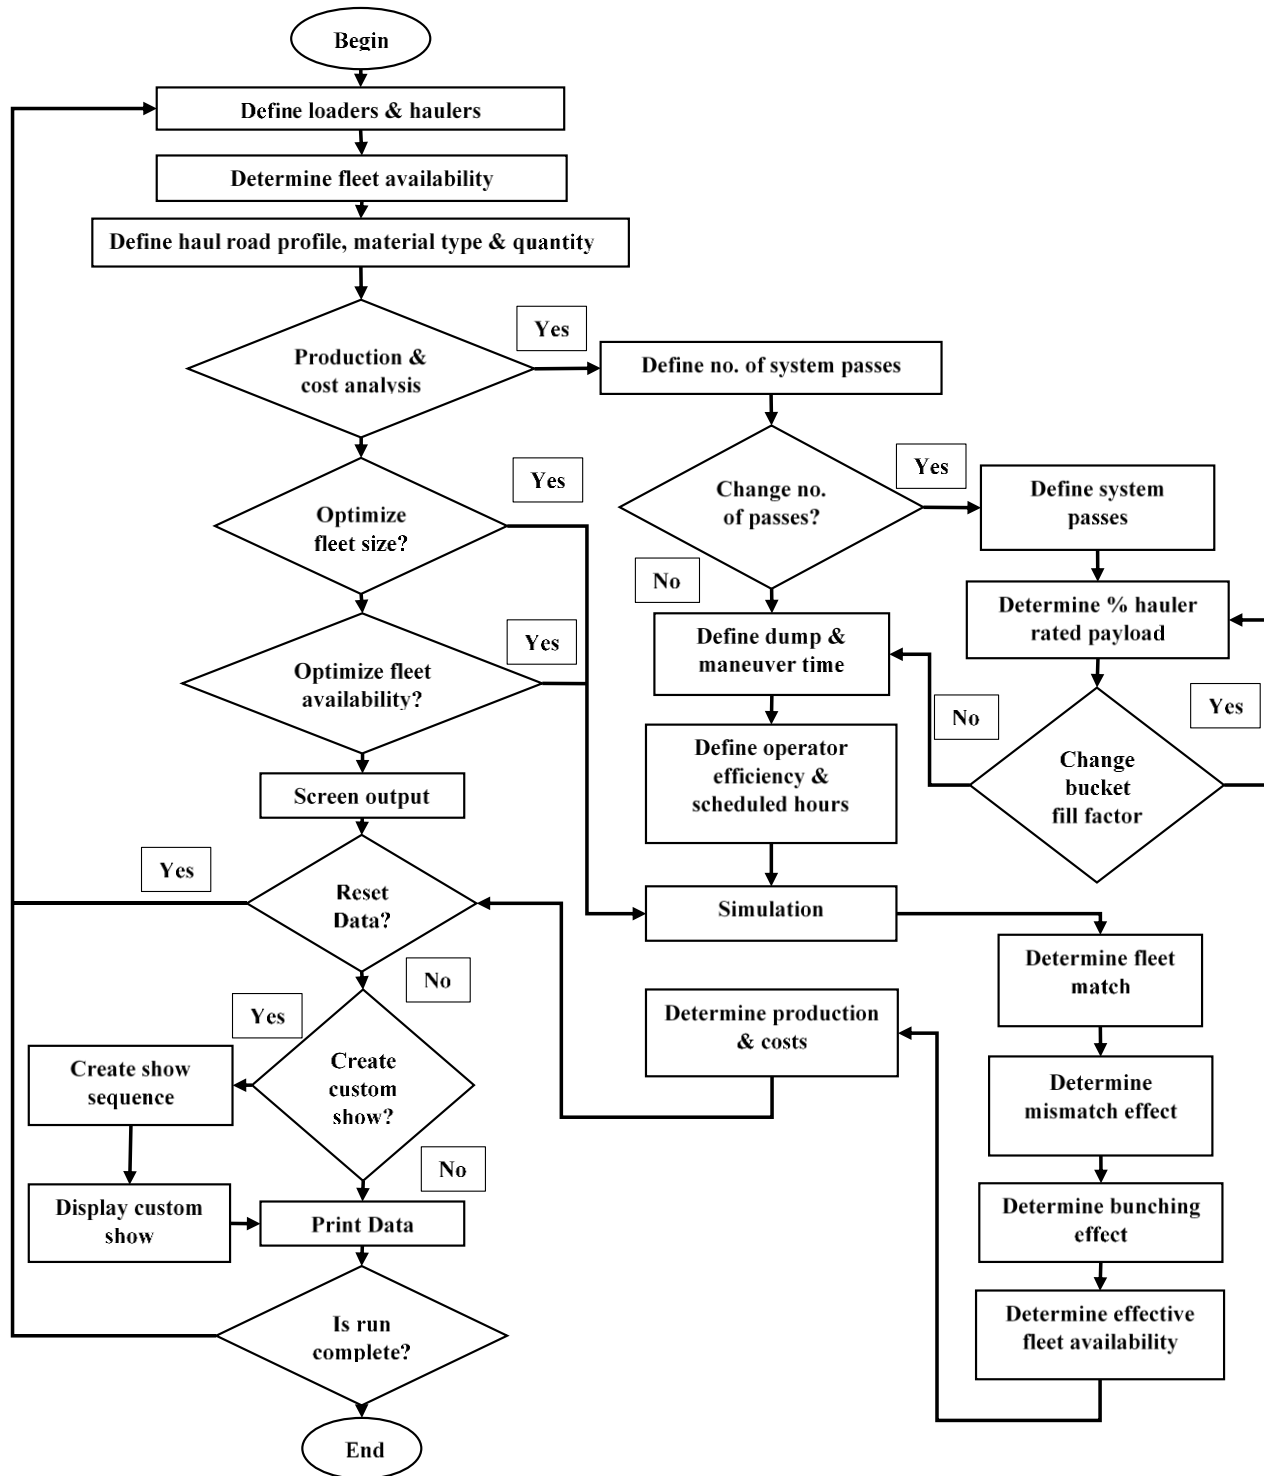 Begin
Define loaders & haulers
Determine fleet availability
Define haul road profile, material type & quantity
Production &
cost analysis
Yes
Define no. of system passes
Optimize
fleet size?
Yes
Change no.
of passes?
Yes
Define system
passes
No
Optimize fleet
availability?
Yes
Define dump &
maneuver time
Determine % hauler
rated payload
No
Yes
Change
bucket
fill factor
Define operator
efficiency &
scheduled hours
Screen output
Yes
Reset
Data?
Simulation
No
Determine fleet
match
Yes
Create
custom
show?
Determine production
& costs
Create show
sequence
Determine
mismatch effect
No
Display custom
show
Print Data
Determine bunching
effect
Is run
complete?
Determine effective
fleet availability
End